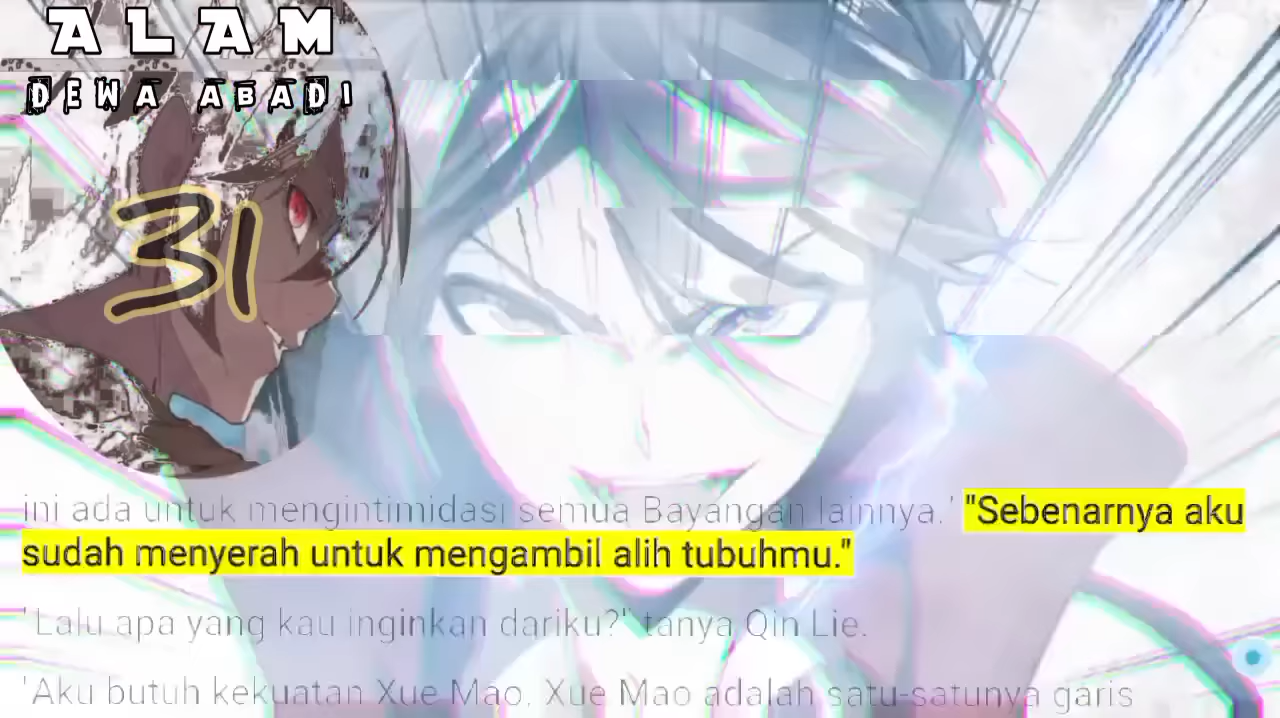 ALAM
DEWA ABADI
31
ini ada untuk mengintimidasi semua Bayangan lainnya.' "Sebenarnya aku
sudah menyerah untuk mengambil alih tubuhmu."
'Lalu apa yang kau inginkan dariku?' tanya Qin Lie.
'Aku butuh kekuatan Xue Mao. Xue Mao adalah satu-satunya garis